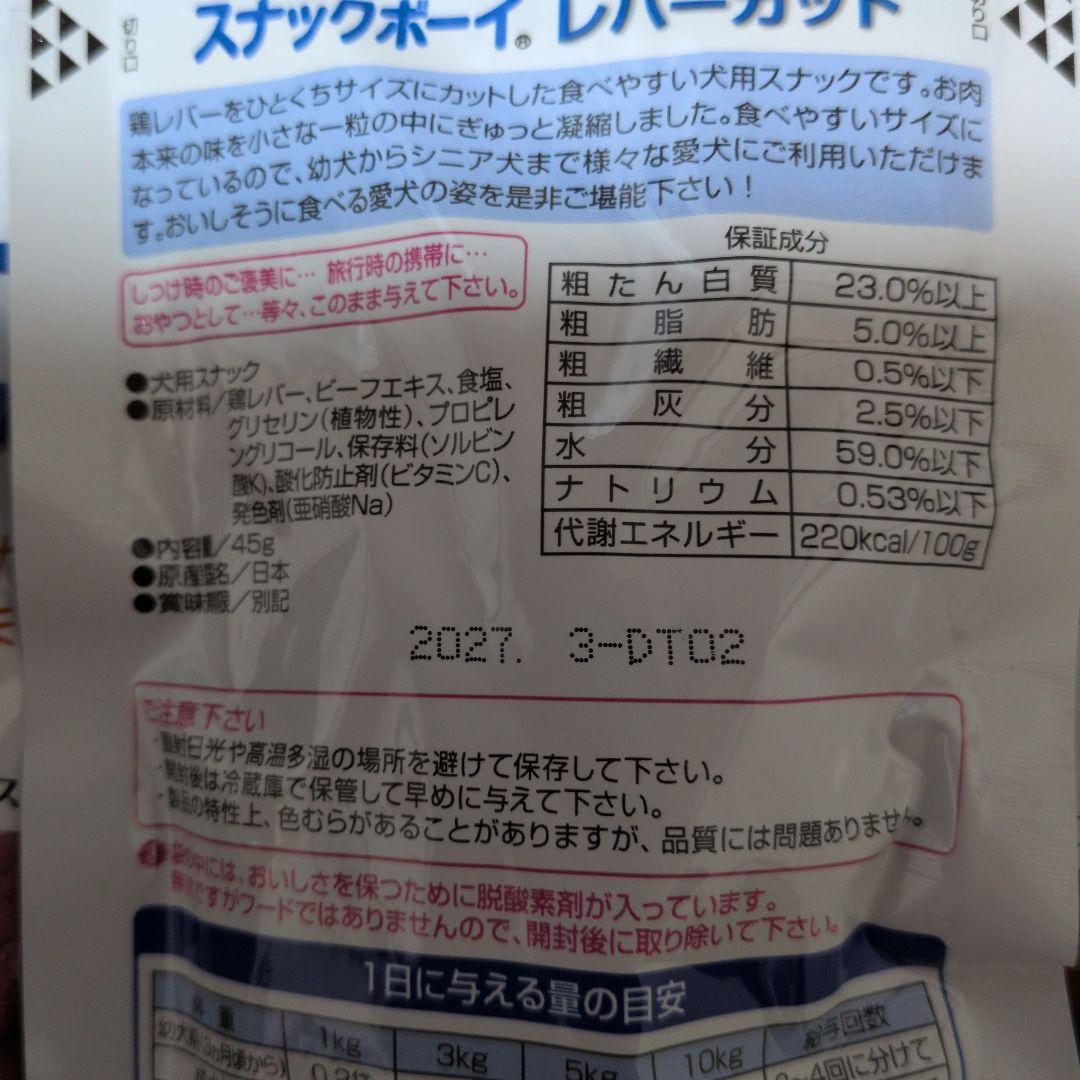 切り口
スナックボーイ® レバーカット
切り口
鶏レバーをひとくちサイズにカットした食べやすい犬用スナックです。お肉
本来の味を小さな一粒の中にぎゅっと凝縮しました。食べやすいサイズに
なっているので、幼犬からシニア犬まで様々な愛犬にご利用いただけま
す。おいしそうに食べる愛犬の姿を是非ご堪能下さい！
しつけ時のご褒美に… 旅行時の携帯に…
おやつとして…等々、このまま与えて下さい。
●犬用スナック
●原材料/鶏レバー、ビーフエキス、食塩、
グリセリン(植物性)、プロピレ
ングリコール、保存料(ソルビン
酸K)、酸化防止剤(ビタミンC)、
発色剤(亜硝酸Na)
●内容量/45g
●原産国名/日本
●賞味期限/別記
保証成分
粗たん白質 23.0%以上
粗脂肪 5.0%以上
粗繊維 0.5%以下
粗灰分 2.5%以下
水分 59.0%以下
ナトリウム 0.53%以下
代謝エネルギー 220kcal/100g
2027. 3-DT02
ご注意下さい
・直射日光や高温多湿の場所を避けて保存して下さい。
・開封後は冷蔵庫で保管して早めに与えて下さい。
・製品の特性上、色むらがあることがありますが、品質には問題ありません。
袋の中には、おいしさを保つために脱酸素剤が入っています。
無害ですがフードではありませんので、開封後に取り除いて下さい。
1日に与える量の目安
体重 1kg 3kg 5kg 10kg 給与回数
幼犬期(3ヵ月頃から) 4回に分けて
ス